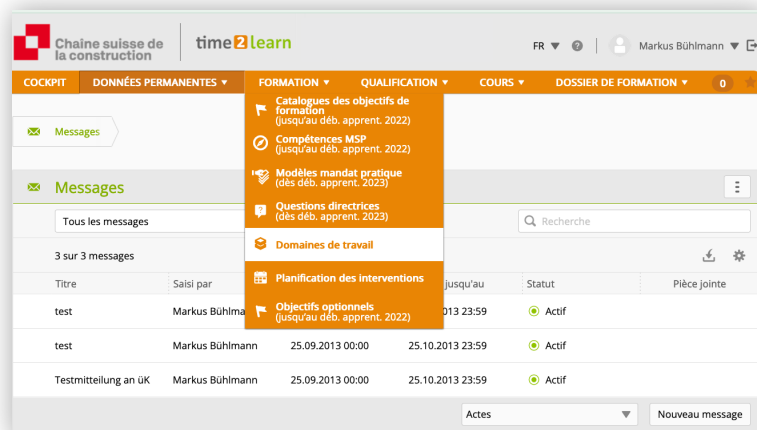 Chaine suisse de
la construction
time2learn
FR
Markus Bühlmann
COCKPIT DONNÉES PERMANENTES FORMATION QUALIFICATION COURS DOSSIER DE FORMATION 0
Messages
Catalogues des objectifs de
formation
(jusqu'au déb. apprent. 2022)
Compétences MSP
(jusqu'au déb. apprent. 2022)
Modèles mandat pratique
(dès déb. apprent. 2023)
Questions directrices
(dès déb. apprent. 2023)
Domaines de travail
Planification des interventions
Objectifs optionnels
(jusqu'au déb. apprent. 2022)
Messages
Tous les messages Recherche
3 sur 3 messages
Titre Saisi par jusqu'au Statut Pièce jointe
test Markus Bühlma 013 23:59 Actif
test Markus Bühlmann 25.09.2013 00:00 25.10.2013 23:59 Actif
Testmitteilung an üK Markus Bühlmann 25.09.2013 00:00 25.10.2013 23:59 Actif
Actes Nouveau message